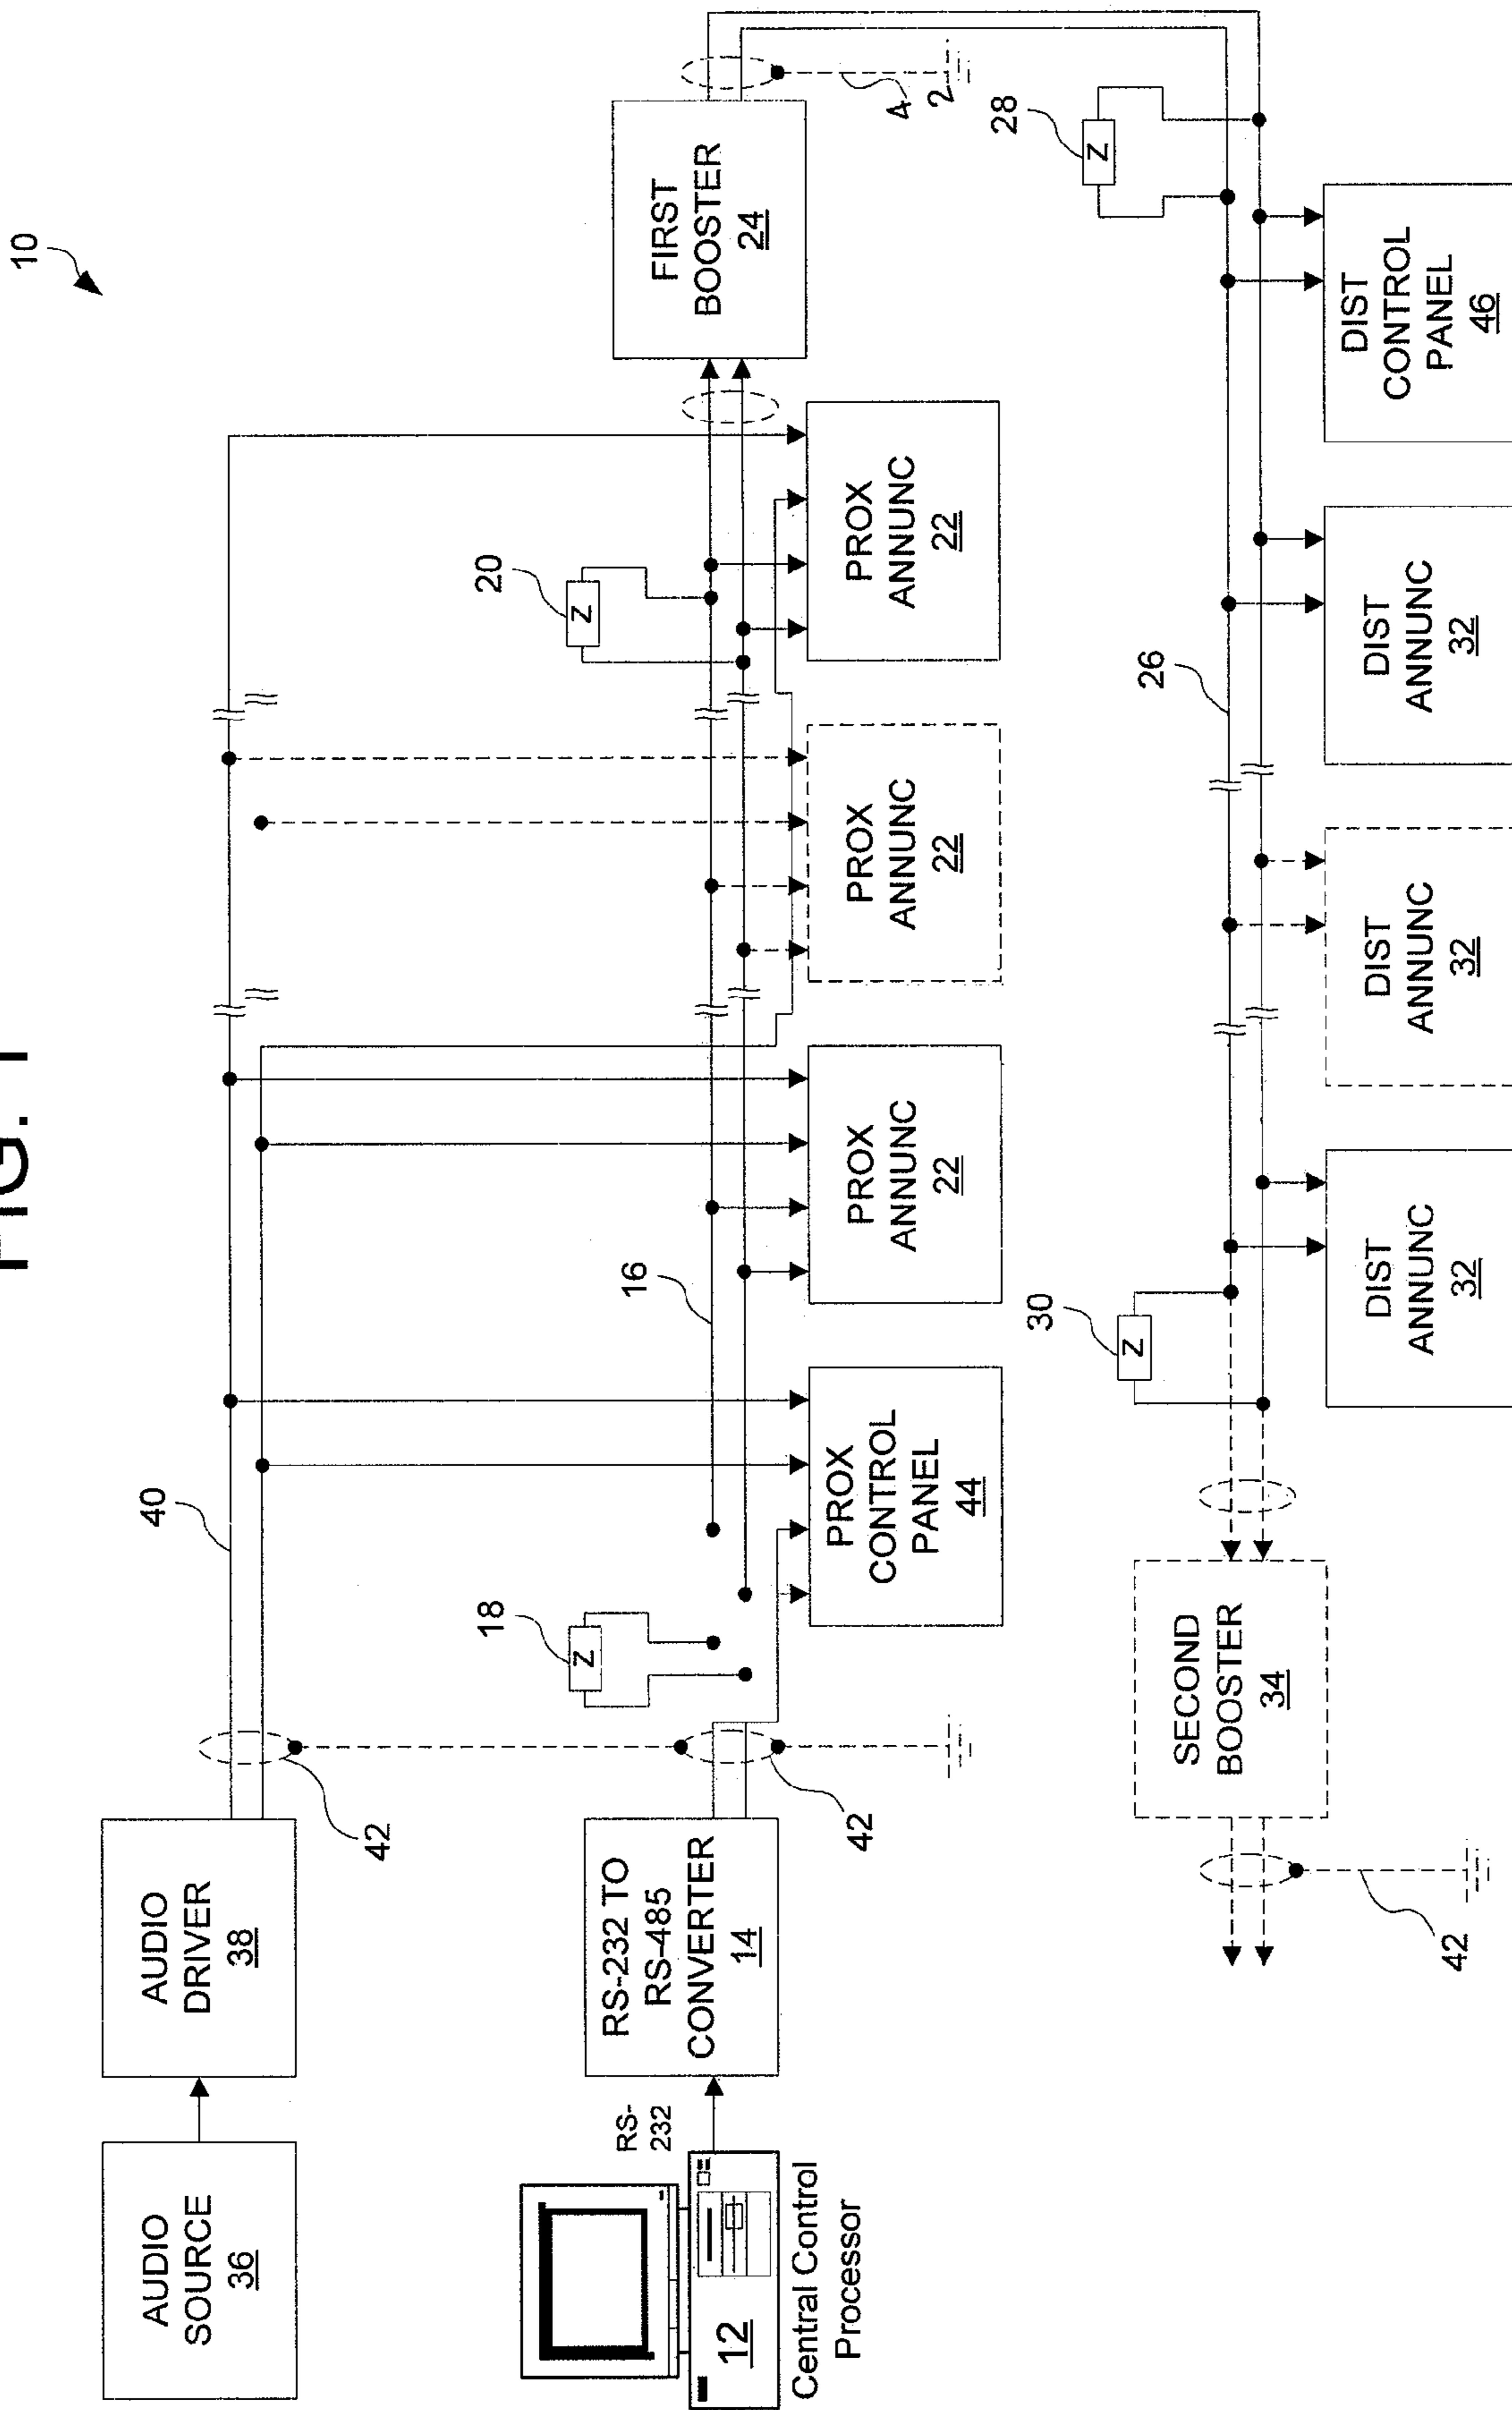 FIG. 1
10
AUDIO
SOURCE
36
AUDIO
DRIVER
38
40
42
RS-
232
12
Central Control
Processor
RS-232 TO
RS-485
CONVERTER
14
42
18
Z
16
20
Z
FIRST
BOOSTER
24
4
2
PROX
CONTROL
PANEL
44
PROX
ANNUNC
22
PROX
ANNUNC
22
PROX
ANNUNC
22
SECOND
BOOSTER
34
42
30
Z
26
28
Z
DIST
ANNUNC
32
DIST
ANNUNC
32
DIST
ANNUNC
32
DIST
CONTROL
PANEL
46